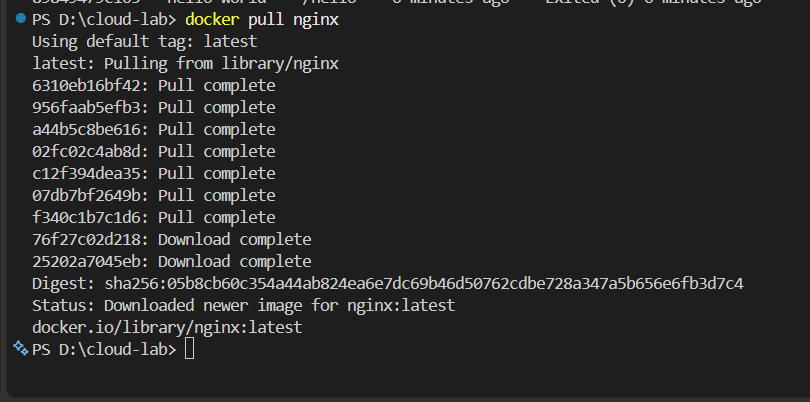 PS D:\cloud-lab> docker pull nginx
Using default tag: latest
latest: Pulling from library/nginx
6310eb16bf42: Pull complete
956faab5efb3: Pull complete
a44b5c8be616: Pull complete
02fc02c4ab8d: Pull complete
c12f394dea35: Pull complete
07db7bf2649b: Pull complete
f340c1b7c1d6: Pull complete
76f27c02d218: Download complete
25202a7045eb: Download complete
Digest: sha256:05b8cb60c354a44ab824ea6e7dc69b46d50762cdbe728a347a5b656e6fb3d7c4
Status: Downloaded newer image for nginx:latest
docker.io/library/nginx:latest
PS D:\cloud-lab>